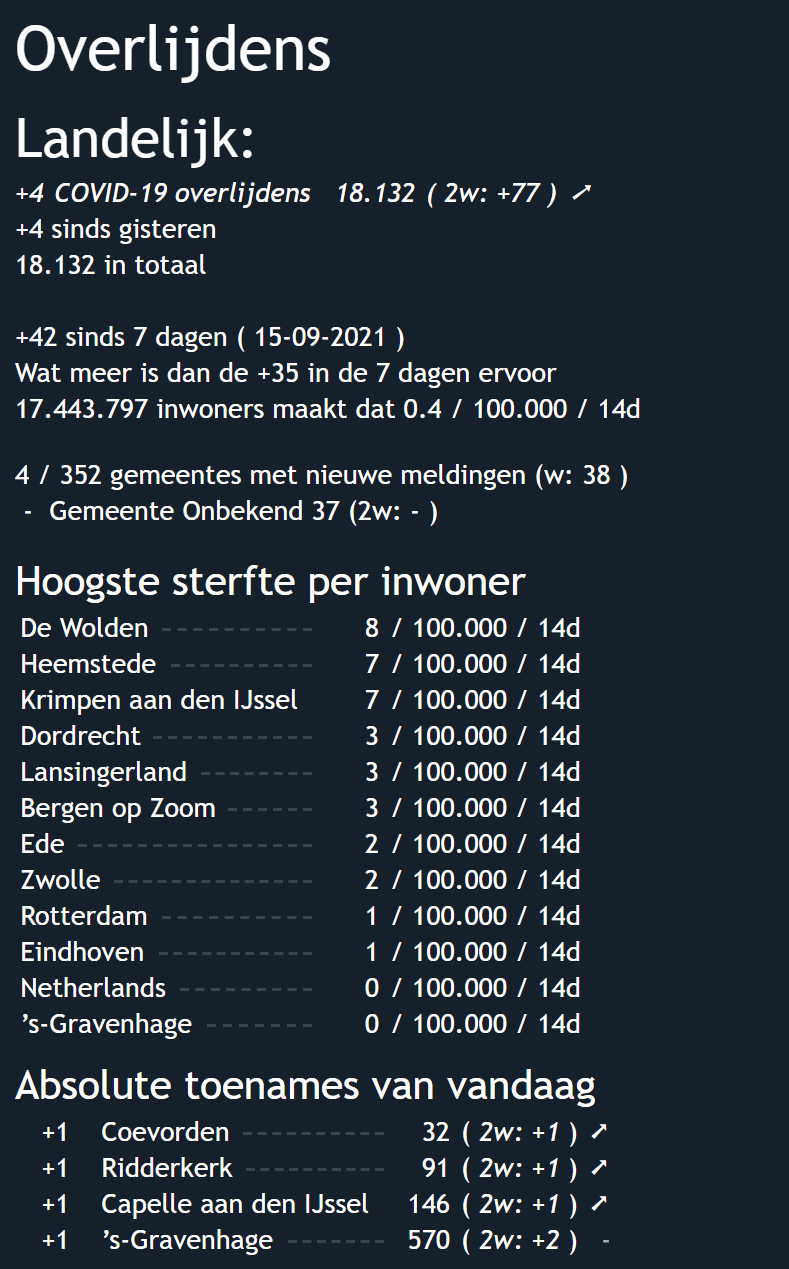 Overlijdens
Landelijk:
+4 COVID-19 overlijdens 18.132 ( 2w: +77 ) ➚
+4 sinds gisteren
18.132 in totaal
+42 sinds 7 dagen ( 15-09-2021 )
Wat meer is dan de +35 in de 7 dagen ervoor
17.443.797 inwoners maakt dat 0.4 / 100.000 / 14d
4 / 352 gemeentes met nieuwe meldingen (w: 38 )
- Gemeente Onbekend 37 (2w: - )
Hoogste sterfte per inwoner
De Wolden ---------- 8 / 100.000 / 14d
Heemstede --------- 7 / 100.000 / 14d
Krimpen aan den IJssel 7 / 100.000 / 14d
Dordrecht ----------- 3 / 100.000 / 14d
Lansingerland ------- 3 / 100.000 / 14d
Bergen op Zoom ------ 3 / 100.000 / 14d
Ede ---------------- 2 / 100.000 / 14d
Zwolle ------------- 2 / 100.000 / 14d
Rotterdam ---------- 1 / 100.000 / 14d
Eindhoven ---------- 1 / 100.000 / 14d
Netherlands --------- 0 / 100.000 / 14d
’s-Gravenhage ------- 0 / 100.000 / 14d
Absolute toenames van vandaag
+1 Coevorden ---------- 32 ( 2w: +1 ) ➚
+1 Ridderkerk --------- 91 ( 2w: +1 ) ➚
+1 Capelle aan den IJssel 146 ( 2w: +1 ) ➚
+1 ’s-Gravenhage ------- 570 ( 2w: +2 ) -